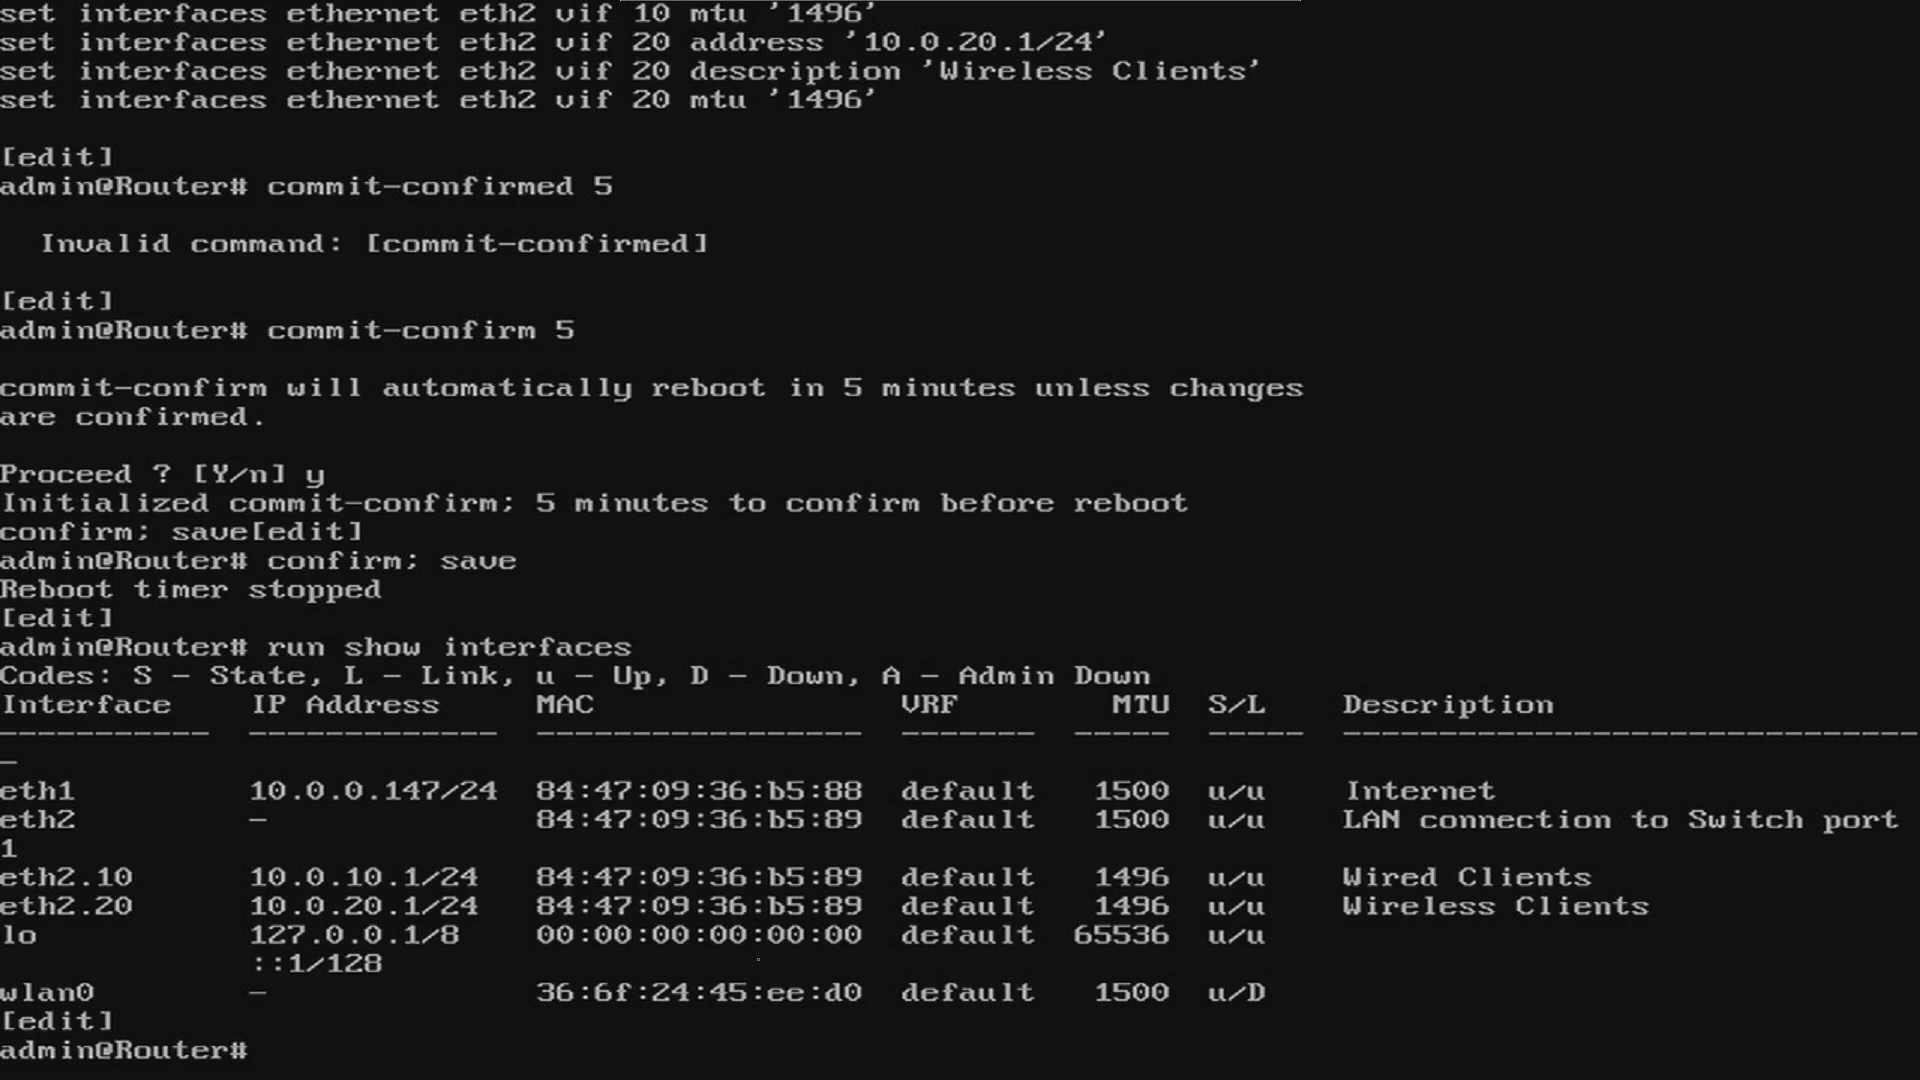 set interfaces ethernet eth2 vif 10 mtu '1496'
set interfaces ethernet eth2 vif 20 address '10.0.20.1/24'
set interfaces ethernet eth2 vif 20 description 'Wireless Clients'
set interfaces ethernet eth2 vif 20 mtu '1496'
[edit]
admin@Router# commit-confirmed 5
Invalid command: [commit-confirmed]
[edit]
admin@Router# commit-confirm 5
commit-confirm will automatically reboot in 5 minutes unless changes
are confirmed.
Proceed ? [Y/n] y
Initialized commit-confirm; 5 minutes to confirm before reboot
confirm; save[edit]
admin@Router# confirm; save
Reboot timer stopped
[edit]
admin@Router# run show interfaces
Codes: S - State, L - Link, u - Up, D - Down, A - Admin Down
Interface    IP Address     MAC                VRF      MTU    S/L    Description
-----------  -------------  -----------------  -------  -----  -----  ------------------------------
-
eth1         10.0.0.147/24  84:47:09:36:b5:88  default  1500   u/u    Internet
eth2         -              84:47:09:36:b5:89  default  1500   u/u    LAN connection to Switch port
1
eth2.10      10.0.10.1/24   84:47:09:36:b5:89  default  1496   u/u    Wired Clients
eth2.20      10.0.20.1/24   84:47:09:36:b5:89  default  1496   u/u    Wireless Clients
lo           127.0.0.1/8    00:00:00:00:00:00  default  65536  u/u
             ::1/128
wlan0        -              36:6f:24:45:ee:d0  default  1500   u/D
[edit]
admin@Router#